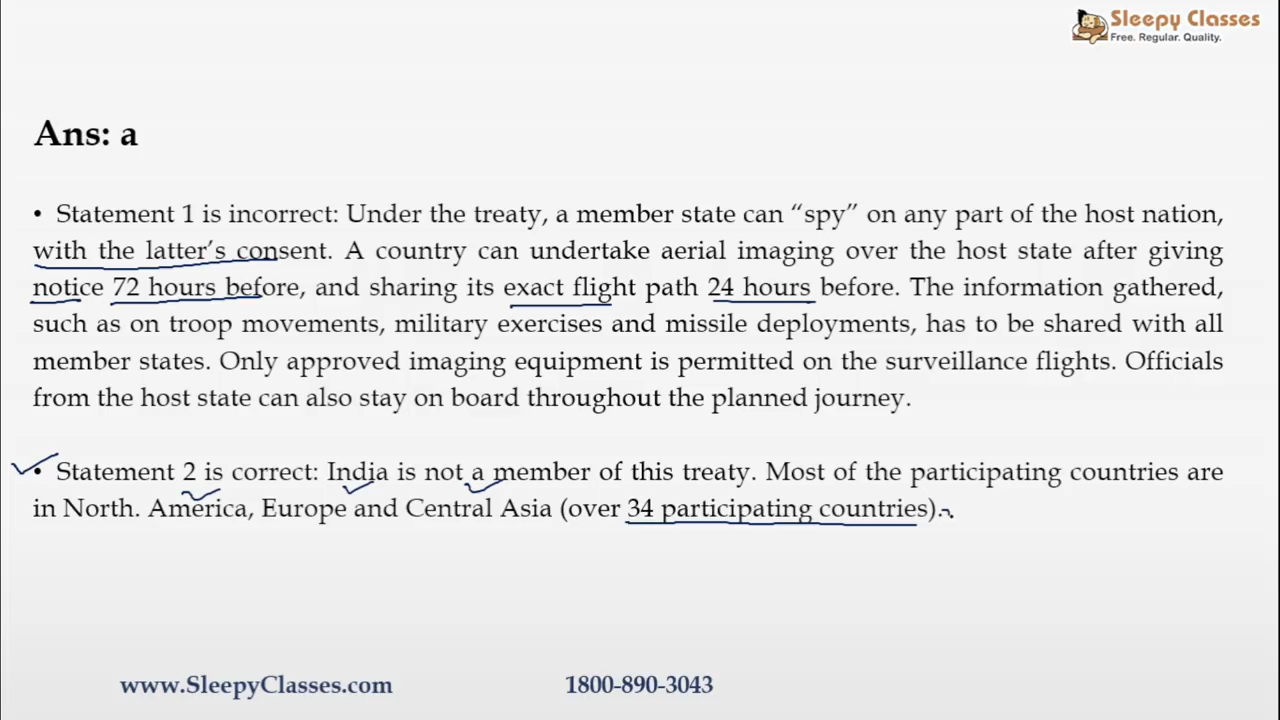 Sleepy Classes
Free. Regular. Quality.
Ans: a
• Statement 1 is incorrect: Under the treaty, a member state can “spy” on any part of the host nation,
with the latter’s consent. A country can undertake aerial imaging over the host state after giving
notice 72 hours before, and sharing its exact flight path 24 hours before. The information gathered,
such as on troop movements, military exercises and missile deployments, has to be shared with all
member states. Only approved imaging equipment is permitted on the surveillance flights. Officials
from the host state can also stay on board throughout the planned journey.
• Statement 2 is correct: India is not a member of this treaty. Most of the participating countries are
in North. America, Europe and Central Asia (over 34 participating countries).
www.SleepyClasses.com
1800-890-3043